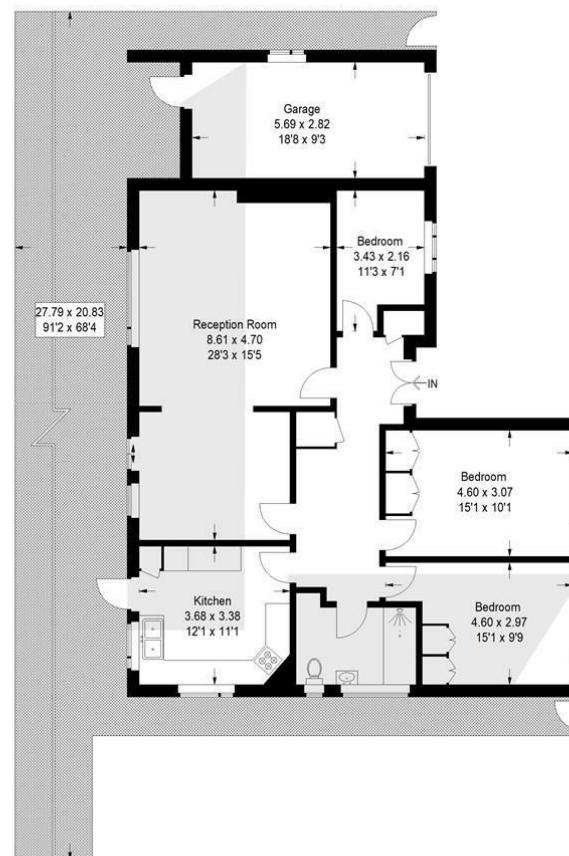 Garage
5.69 x 2.82
18'8 x 9'3
Bedroom
3.43 x 2.16
11'3 x 7'1
27.79 x 20.83
91'2 x 68'4
Reception Room
8.61 x 4.70
28'3 x 15'5
IN
Bedroom
4.60 x 3.07
15'1 x 10'1
Kitchen
3.68 x 3.38
12'1 x 11'1
Bedroom
4.60 x 2.97
15'1 x 9'9